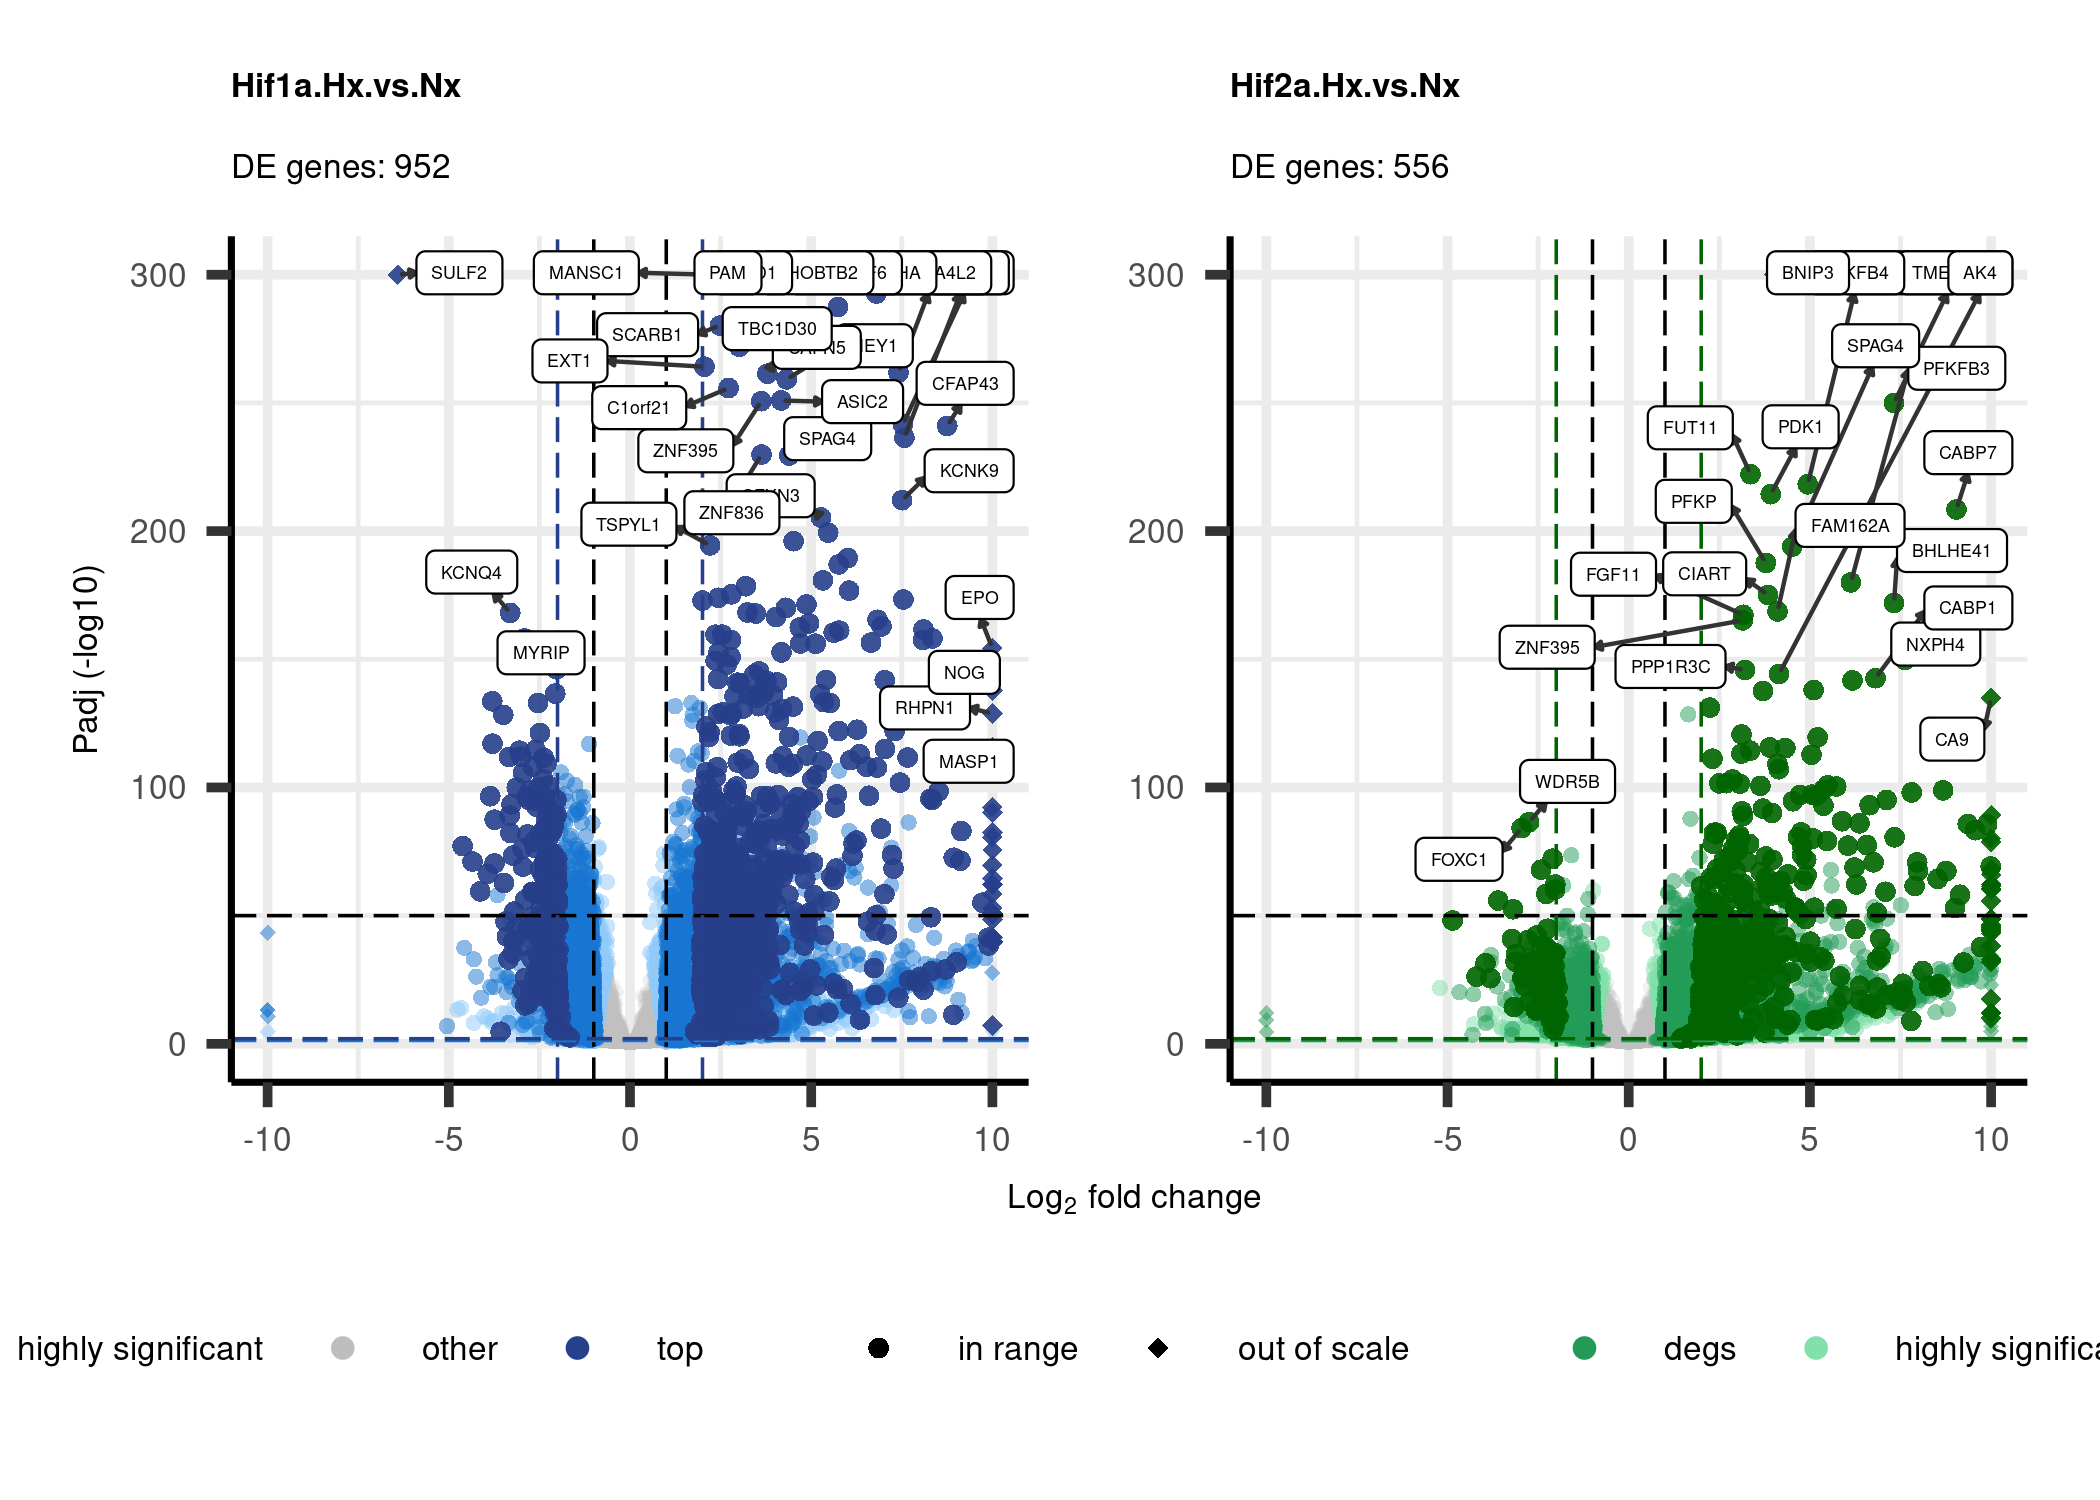 Hif1a.Hx.vs.Nx
DE genes: 952
Hif2a.Hx.vs.Nx
DE genes: 556
Padj (-log10)
300
200
100
0
-10
-5
0
5
10
SULF2
MANSC1
PAM
SCARB1
TBC1D30
EXT1
C1orf21
ASIC2
CFAP43
ZNF395
SPAG4
KCNK9
ZNF836
TSPYL1
KCNQ4
EPO
MYRIP
NOG
RHPN1
MASP1
300
200
100
0
-10
-5
0
5
10
BNIP3
AK4
SPAG4
PFKFB3
FUT11
PDK1
CABP7
PFKP
FAM162A
BHLHE41
FGF11
CIART
CABP1
ZNF395
PPP1R3C
NXPH4
CA9
WDR5B
FOXC1
Log2 fold change
highly significant
other
top
in range
out of scale
degs
highly significa